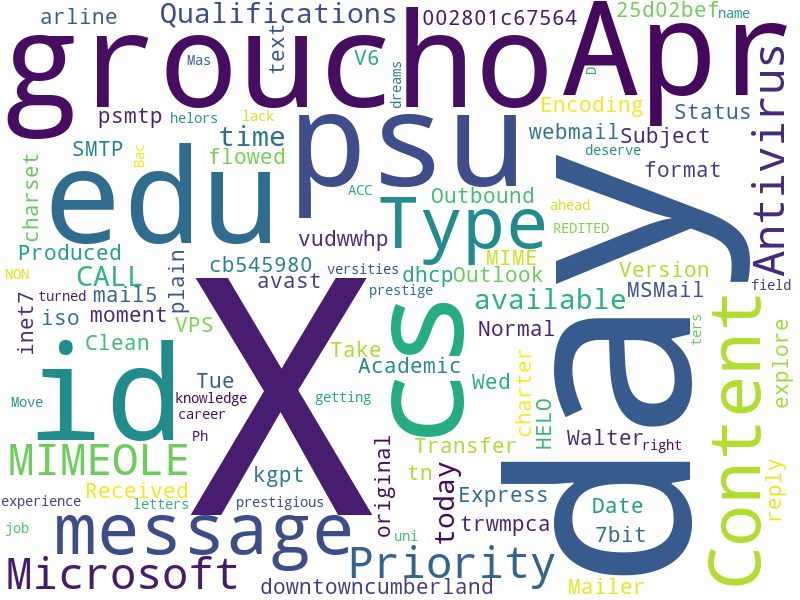 arline
Qualifications
002801c67564
25d02bef
name
groucho
Apr
text
V6
Mas
dreams
D
psmtp
helors
lack
Encoding
Status
Antivirus
SMTP
Bac
time
flowed
psu
webmail
Subject
deserve
format
charset
edu
ACC
Type
Outbound
ahead
REDITED
day
Produced
vudwwhp
NON
CALL
plain
cb545980
versities
avast
dhcp
Outlook
MIME
Version
field
turned
mail5
prestige
available
MSMail
inet7
iso
moment
VPS
X
cs
Normal
Content
ters
explore
Clean
id
Take
Academic
Wed
charter
Tue
Move
knowledge
career
getting
HELO
Ph
Walter
right
MIMEOLE
original
Transfer
kgpt
tn
today
reply
Received
experience
letters
prestigious
Express
Date
message
job
uni
trwmpca
7bit
Microsoft
Priority
downtowncumberland
Mailer